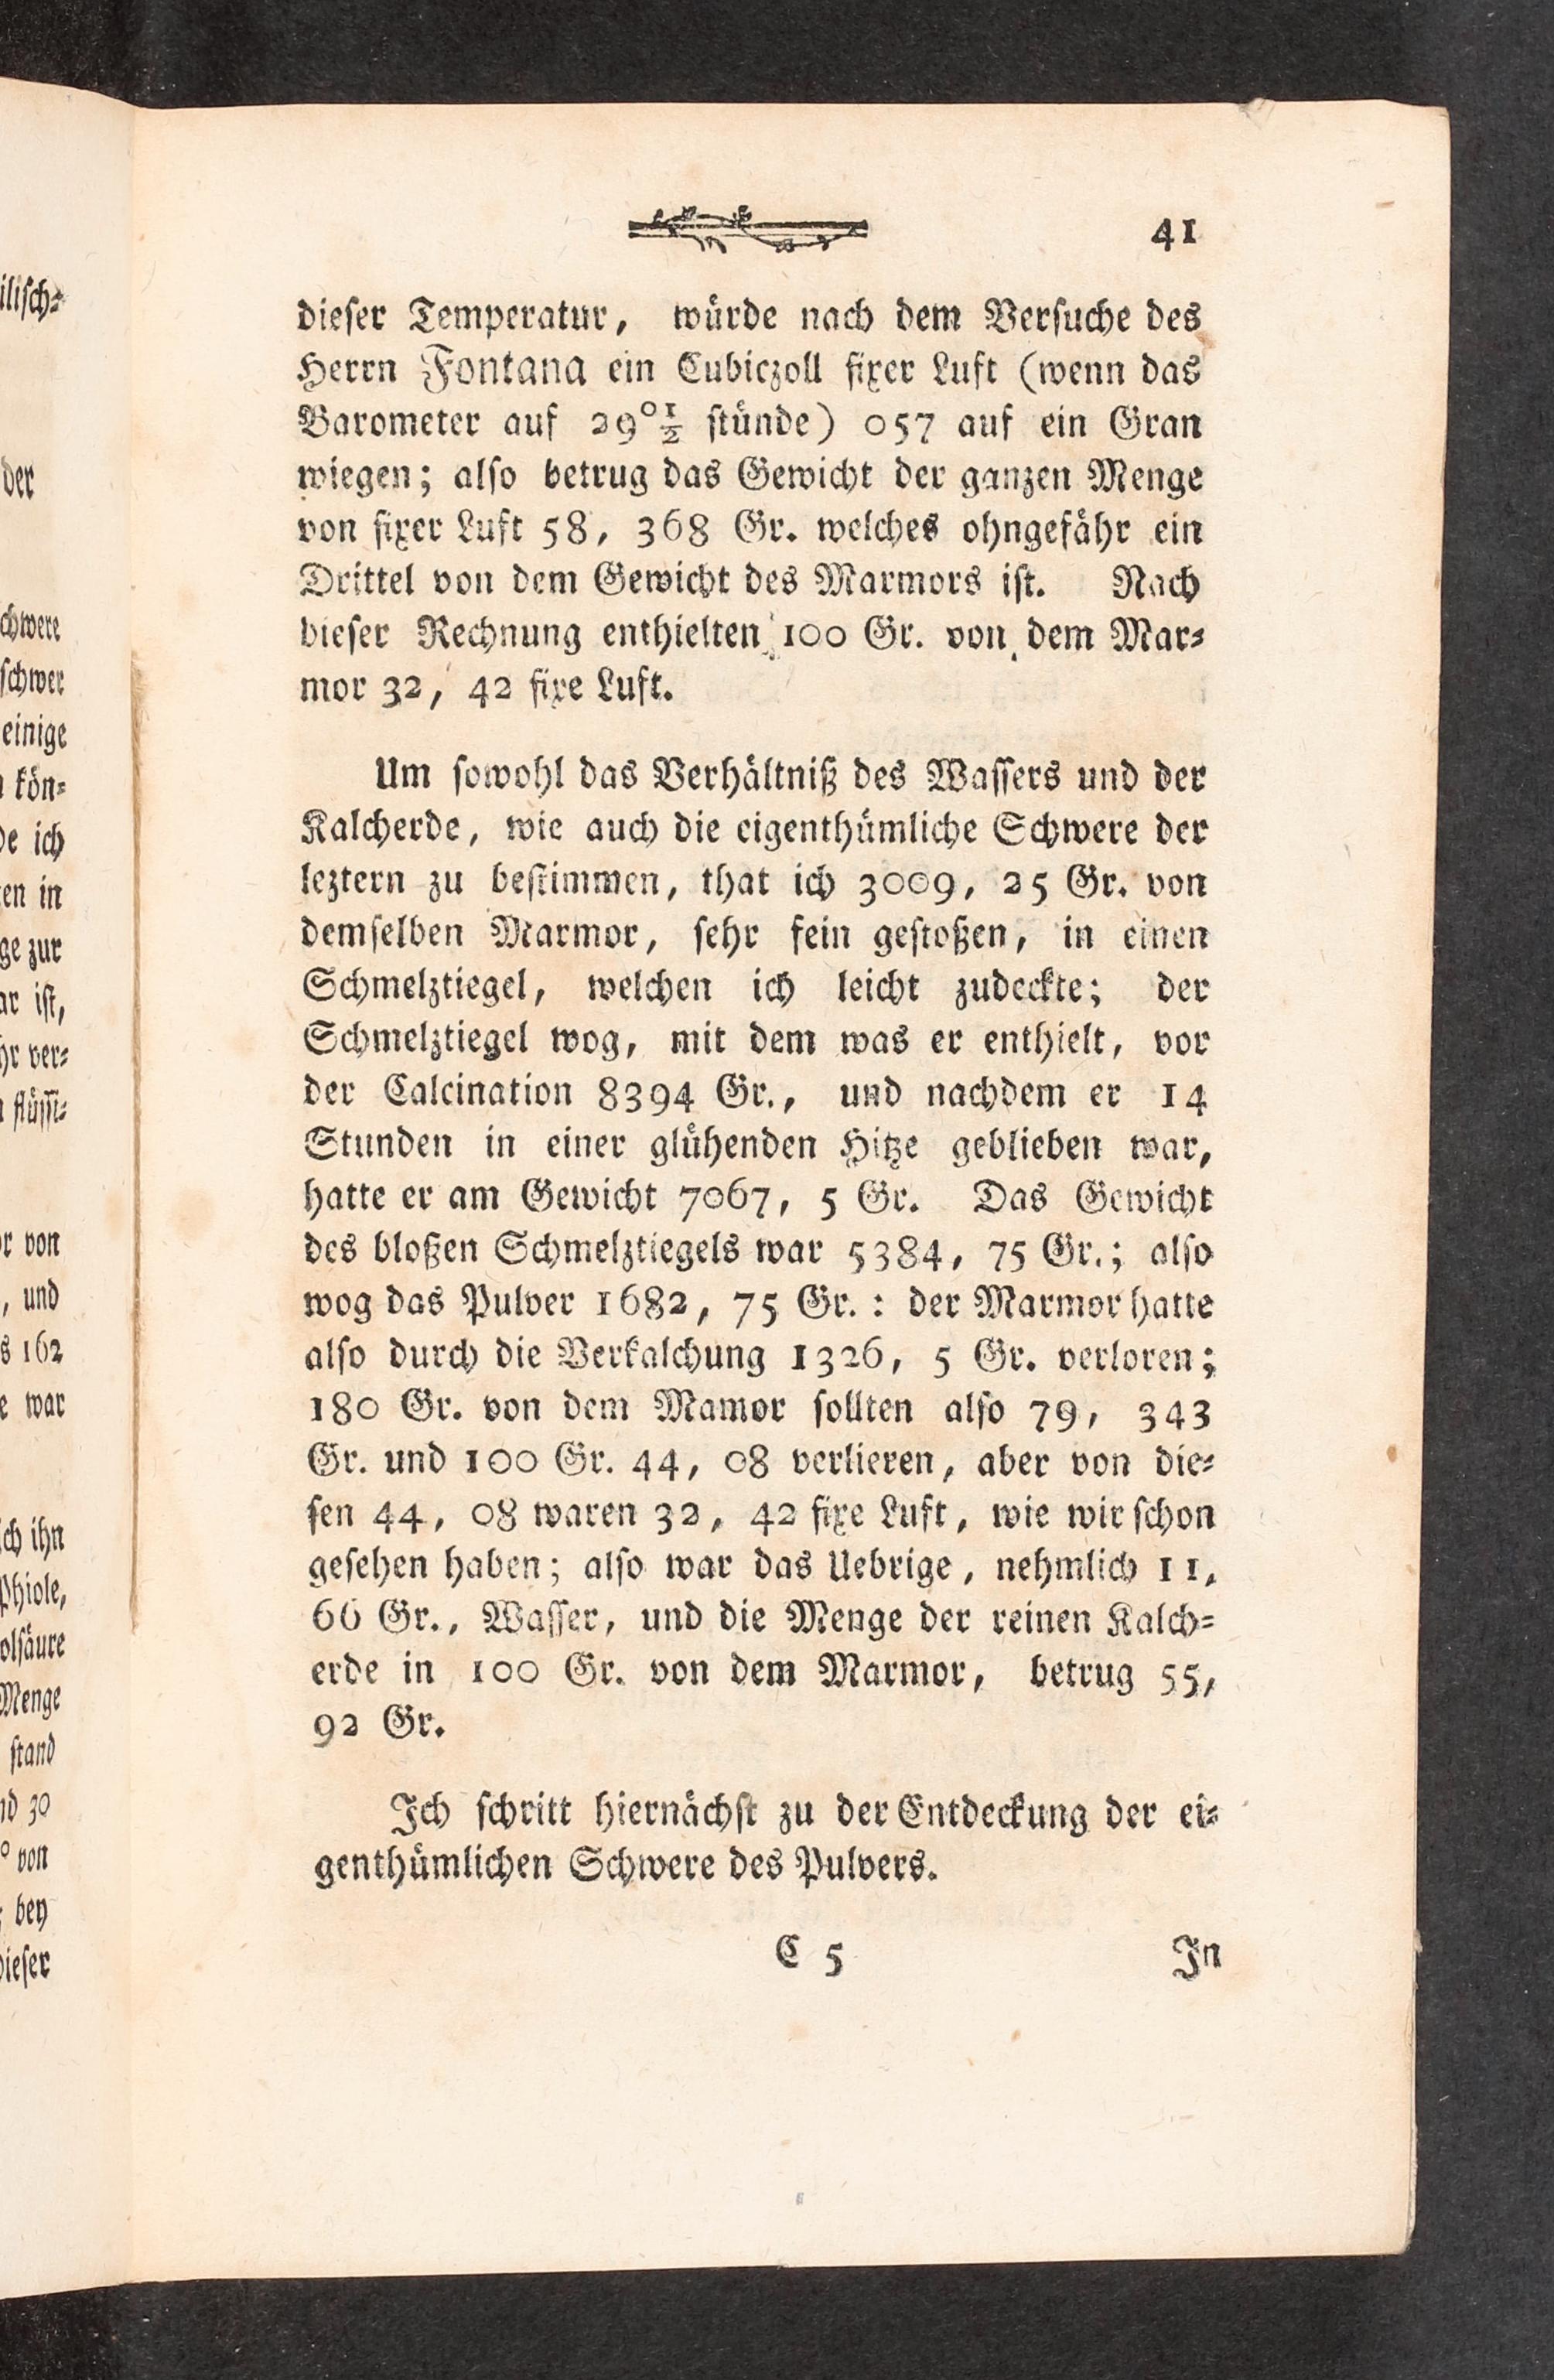 41
dieſer Temperatur, würde nach dem Verſuche des
Herrn Fontana ein Cubiczoll fixer Luft (wenn das
Barometer auf 29°½ ſtünde) 057 auf ein Gran
wiegen; alſo betrug das Gewicht der ganzen Menge
von fixer Luft 58, 368 Gr. welches ohngefähr ein
Drittel von dem Gewicht des Marmors iſt. Nach
dieſer Rechnung enthielten 100 Gr. von dem Mar⸗
mor 32, 42 fixe Luft.
Um ſowohl das Verhältniß des Waſſers und der
Kalcherde, wie auch die eigenthümliche Schwere der
leztern zu beſtimmen, that ich 3009, 25 Gr. von
demſelben Marmor, ſehr fein geſtoßen, in einen
Schmelztiegel, welchen ich leicht zudeckte; der
Schmelztiegel wog, mit dem was er enthielt, vor
der Calcination 8394 Gr., und nachdem er 14
Stunden in einer glühenden Hitze geblieben war,
hatte er am Gewicht 7067, 5 Gr. Das Gewicht
des bloßen Schmelztiegels war 5384, 75 Gr.; alſo
wog das Pulver 1682, 75 Gr.: der Marmor hatte
alſo durch die Verkalchung 1326, 5 Gr. verloren;
180 Gr. von dem Mamor ſollten alſo 79, 343
Gr. und 100 Gr. 44, 08 verlieren, aber von die⸗
ſen 44, 08 waren 32, 42 fixe Luft, wie wir ſchon
geſehen haben; alſo war das Uebrige, nehmlich 11,
66 Gr., Waſſer, und die Menge der reinen Kalch⸗
erde in 100 Gr. von dem Marmor, betrug 55,
92 Gr.
Ich ſchritt hiernächſt zu der Entdeckung der ei⸗
genthümlichen Schwere des Pulvers.
C 5 In